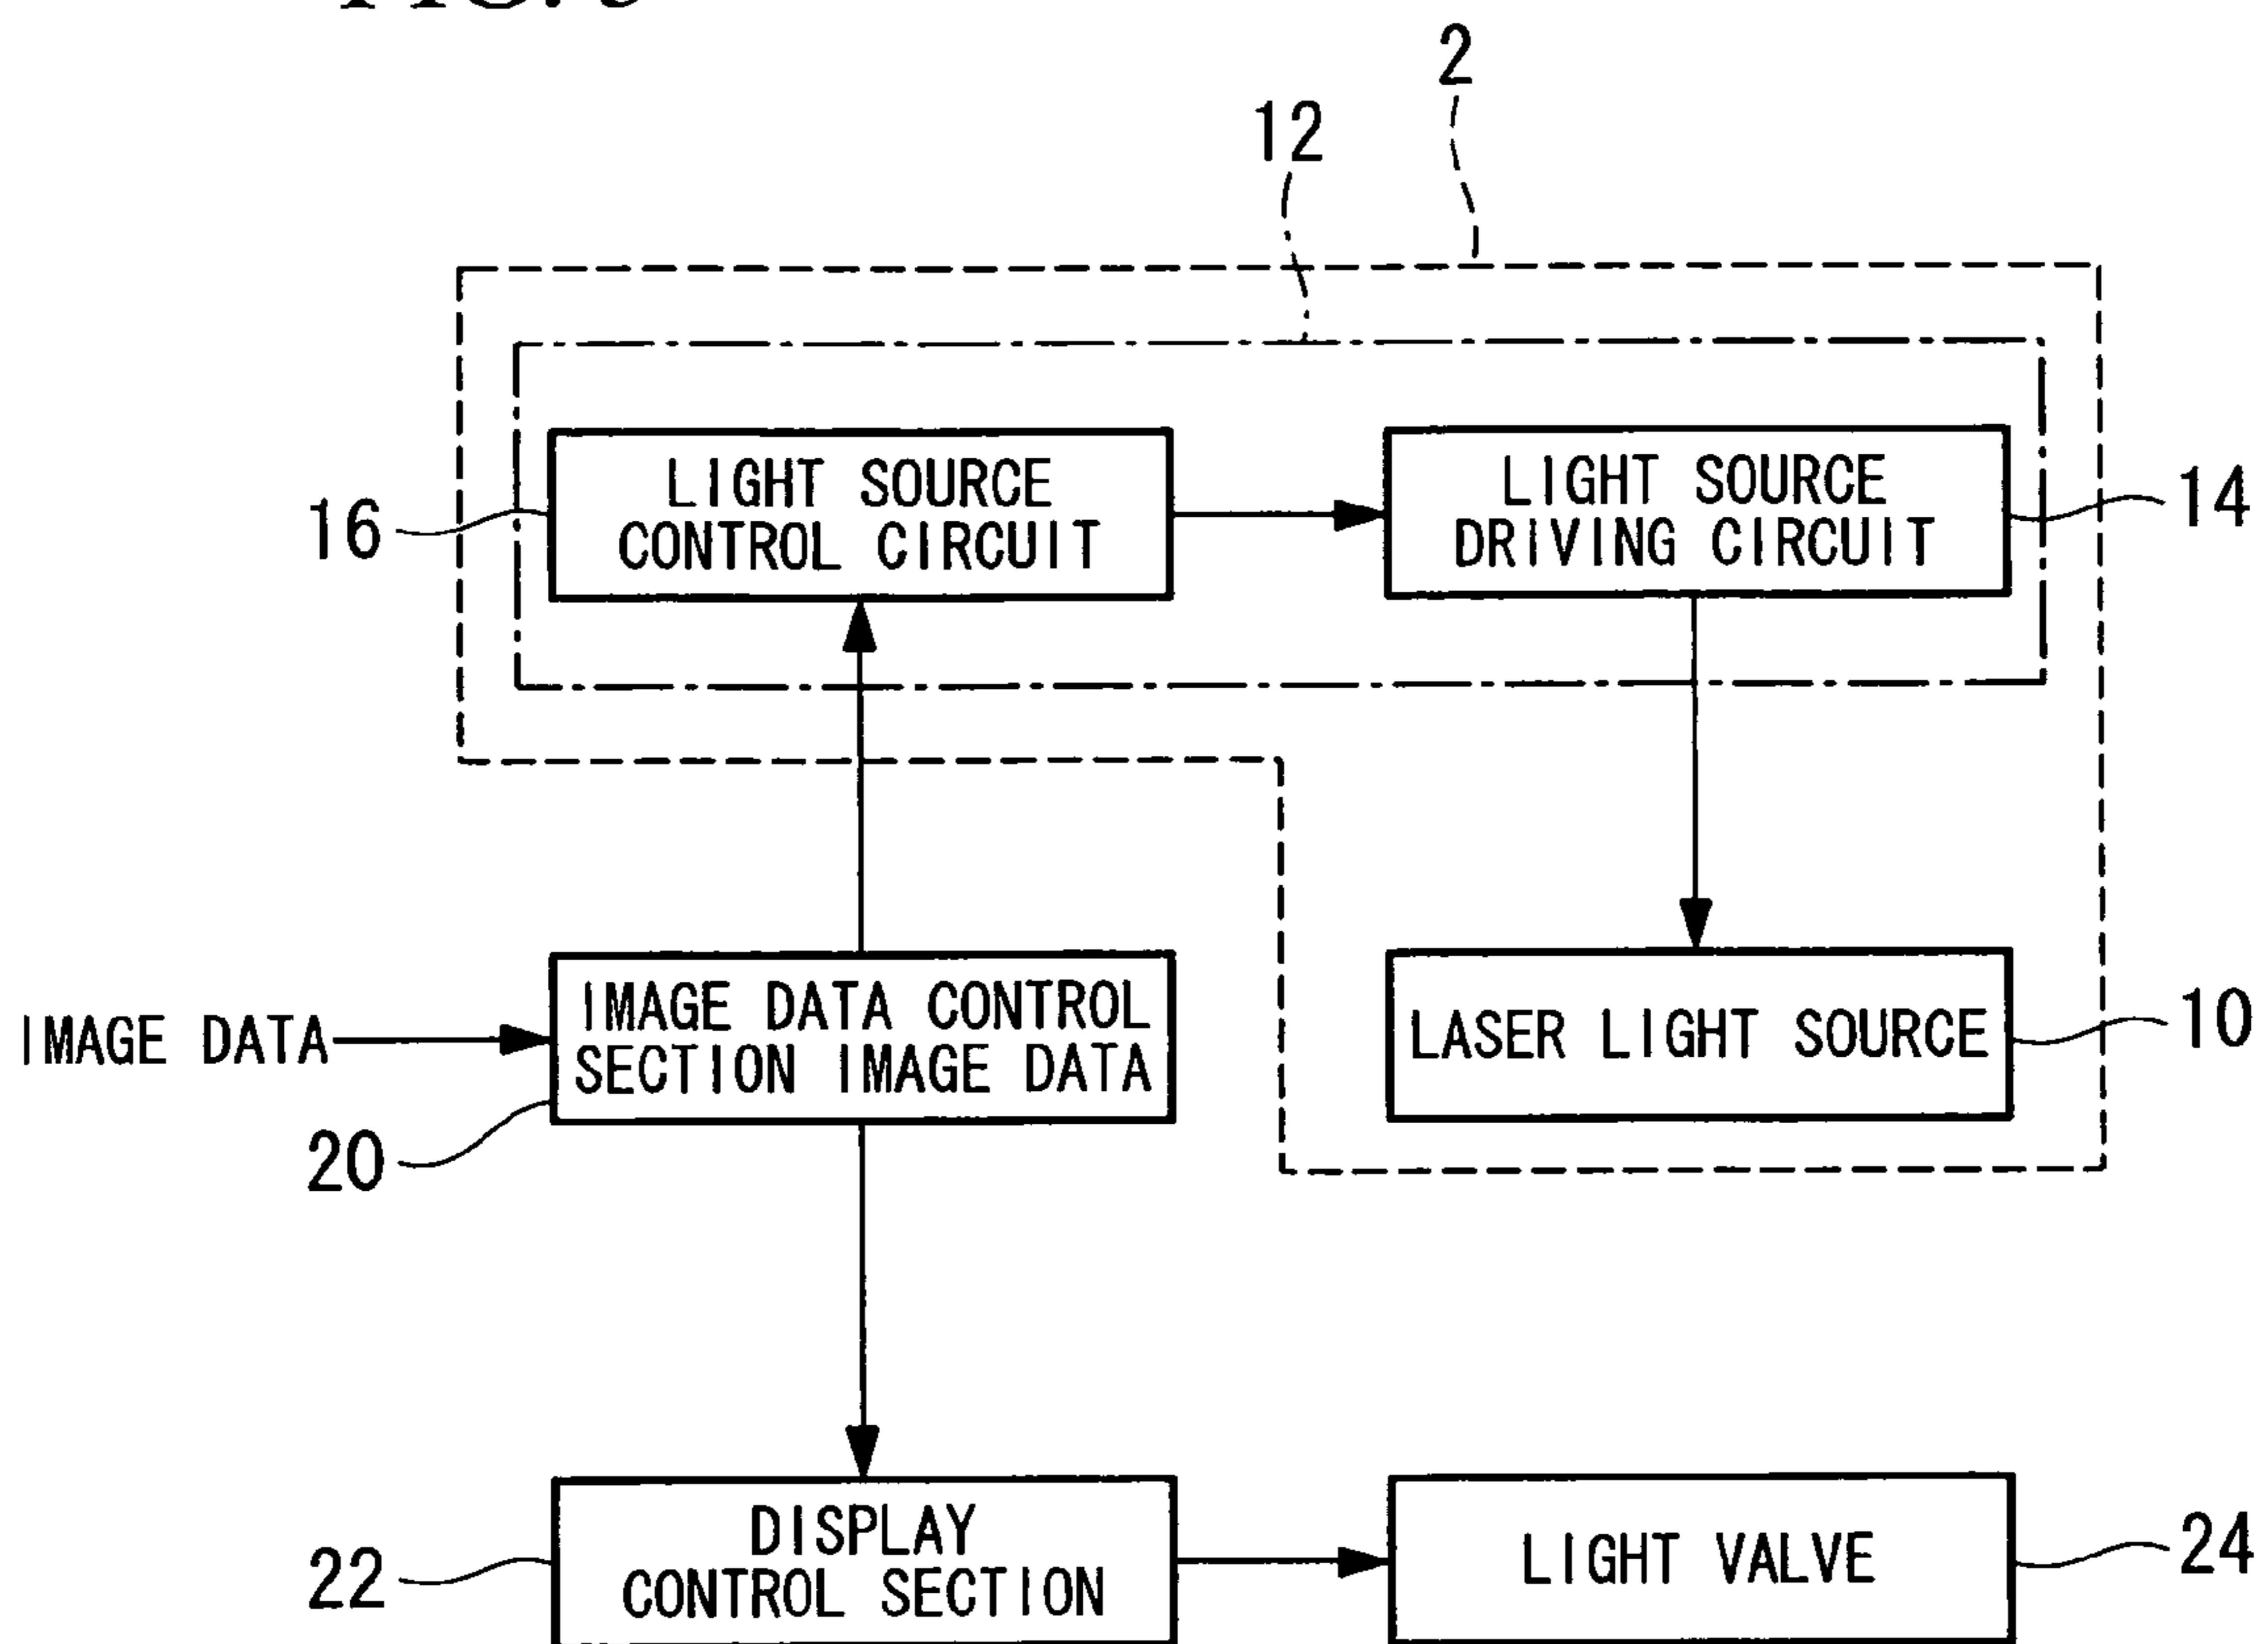 2
12
LIGHT SOURCE
CONTROL CIRCUIT
16
LIGHT SOURCE
DRIVING CIRCUIT
14
IMAGE DATA
IMAGE DATA CONTROL
SECTION IMAGE DATA
20
LASER LIGHT SOURCE
10
DISPLAY
CONTROL SECTION
22
LIGHT VALVE
24